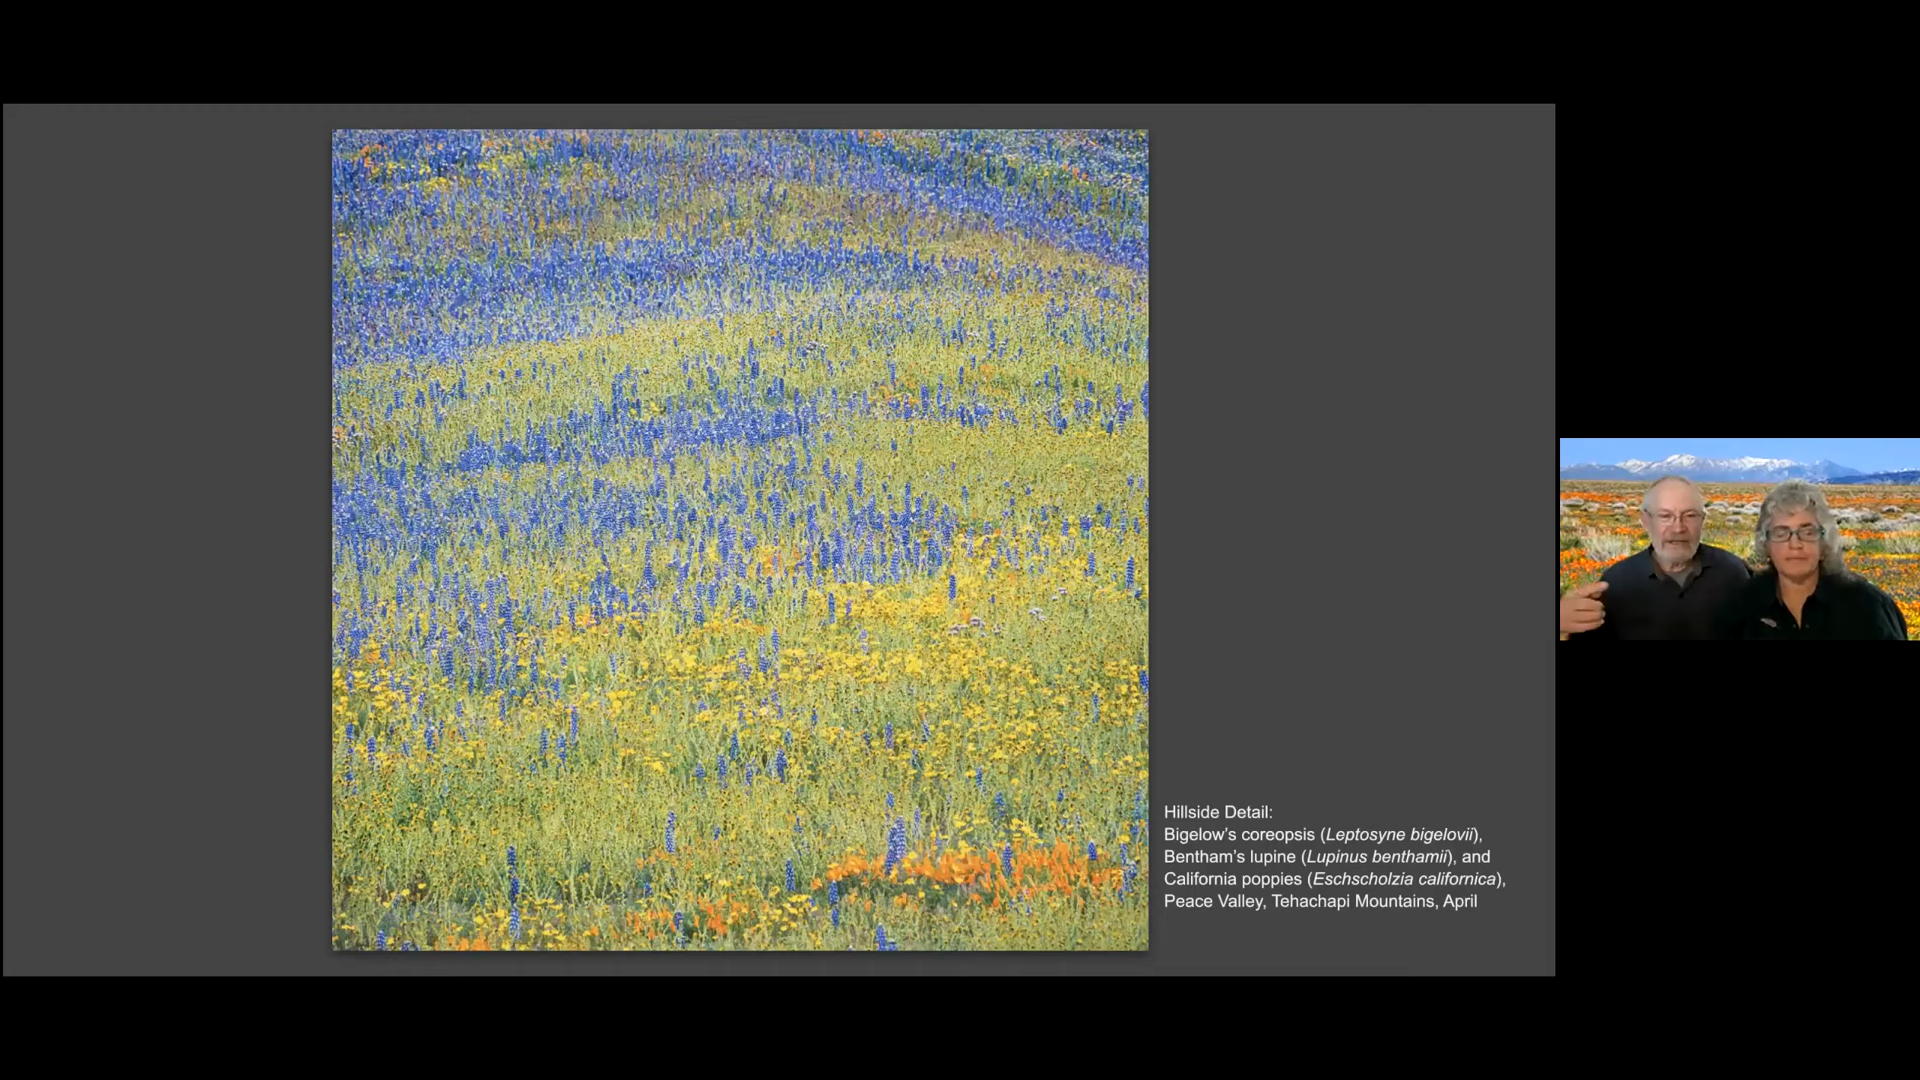 Hillside Detail:
Bigelow's coreopsis (Leptosyne bigelovii),
Bentham's lupine (Lupinus benthamii), and
California poppies (Eschscholzia californica),
Peace Valley, Tehachapi Mountains, April